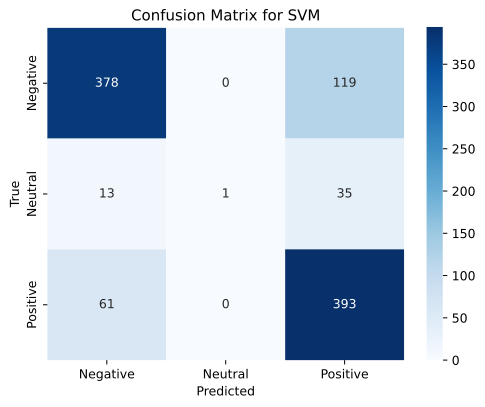 Confusion Matrix for SVM
Negative
378
0
119
True
Neutral
13
1
35
Positive
61
0
393
Negative
Neutral
Positive
Predicted
350
300
250
200
150
100
50
0